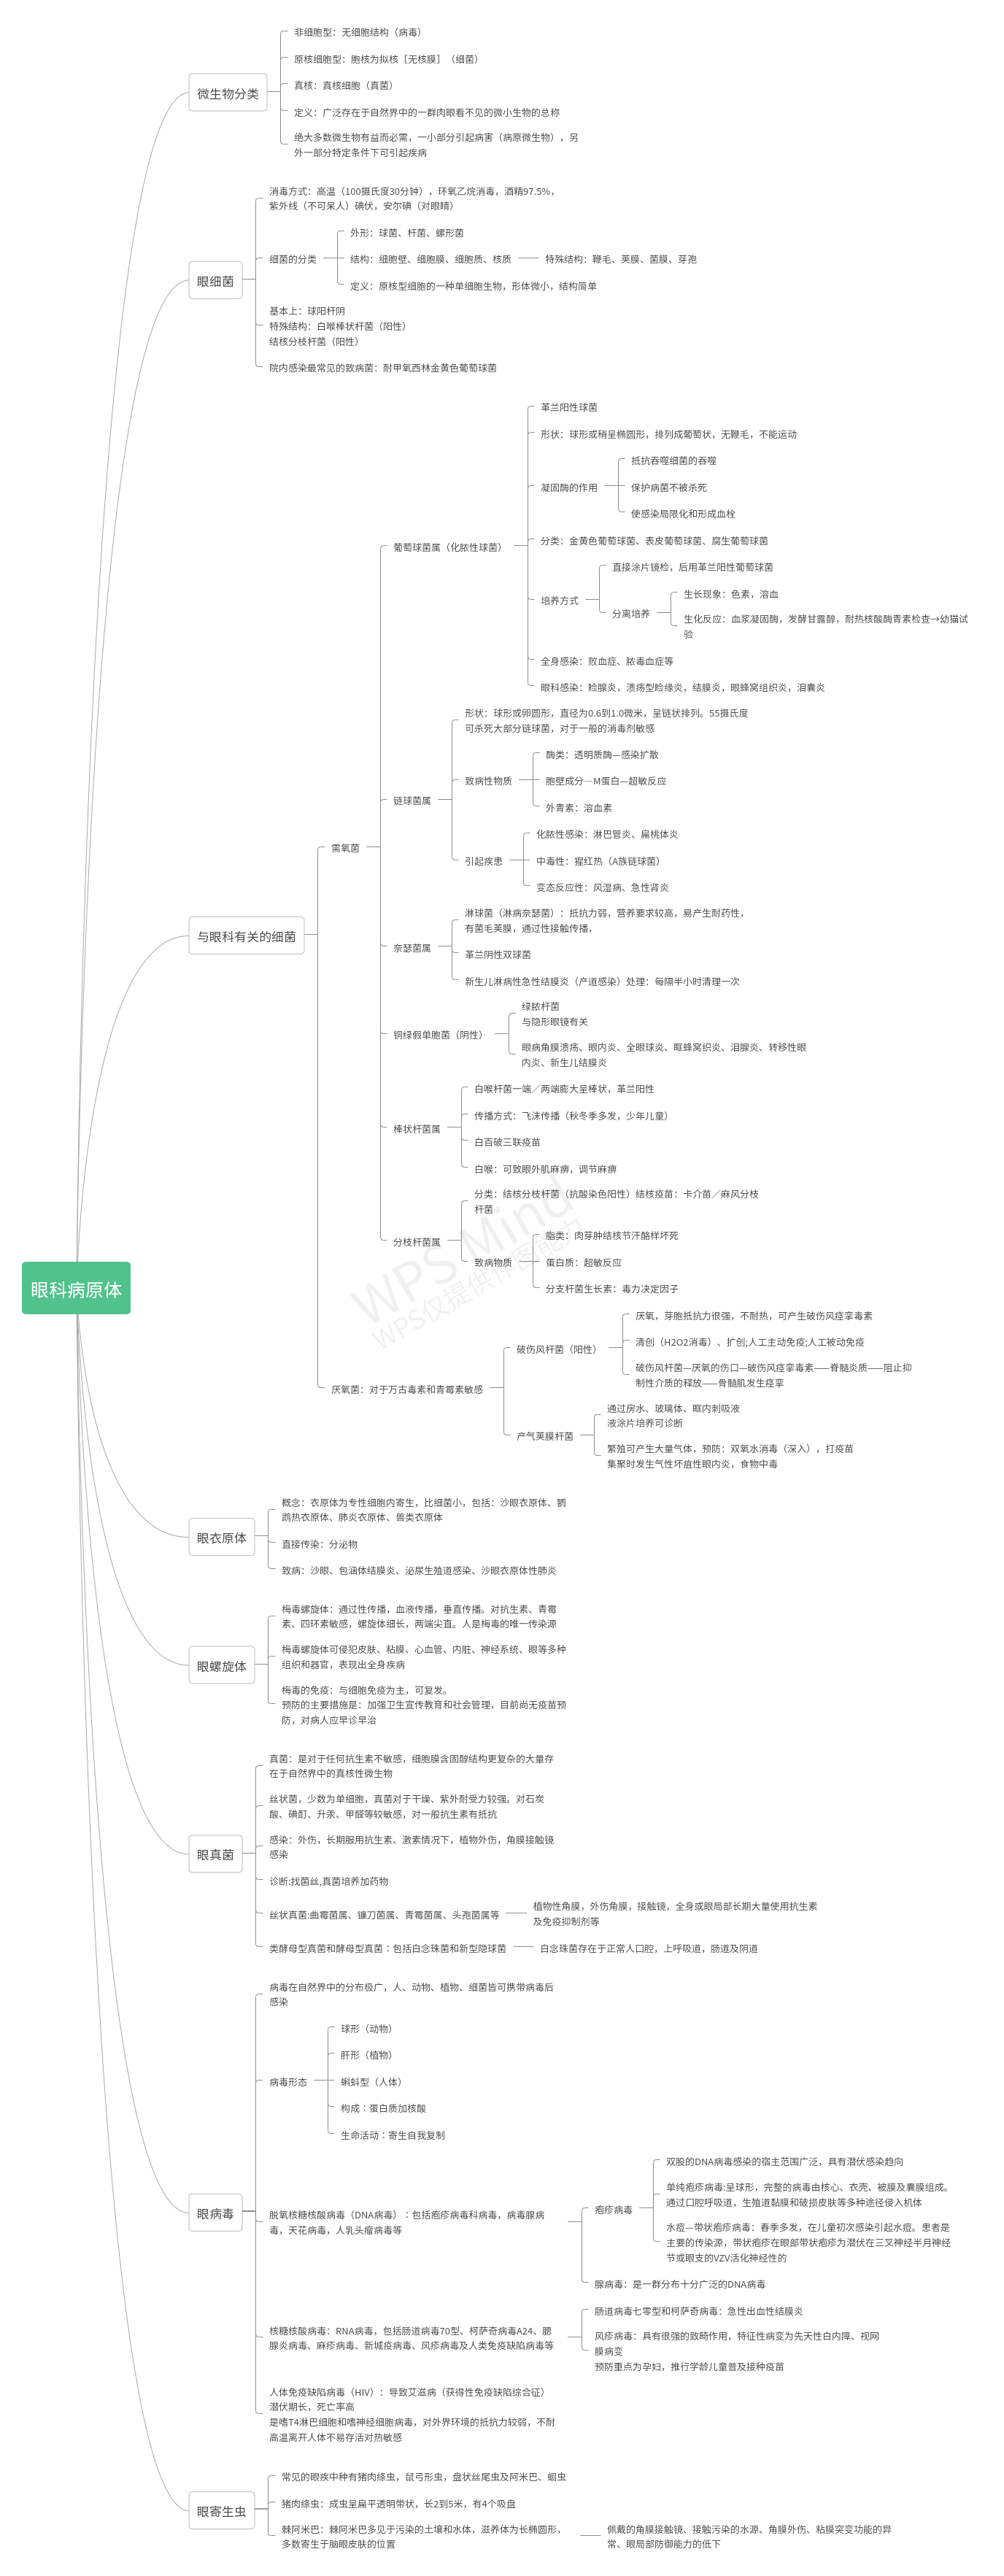 眼科病原体
微生物分类
非细胞型：无细胞结构（病毒）
原核细胞型：胞核为拟核［无核膜］（细菌）
真核：真核细胞（真菌）
定义：广泛存在于自然界中的一群肉眼看不见的微小生物的总称
绝大多数微生物有益而必需，一小部分引起病害（病原微生物），另
外一部分特定条件下可引起疾病
眼细菌
消毒方式：高温（100摄氏度30分钟），环氧乙烷消毒，酒精97.5%，
紫外线（不可呆人）碘伏，安尔碘（对眼睛）
细菌的分类
外形：球菌、杆菌、螺形菌
结构：细胞壁、细胞膜、细胞质、核质
特殊结构：鞭毛、荚膜、菌膜、芽孢
定义：原核型细胞的一种单细胞生物，形体微小，结构简单
基本上：球阳杆阴
特殊结构：白喉棒状杆菌（阳性）
结核分枝杆菌（阳性）
院内感染最常见的致病菌：耐甲氧西林金黄色葡萄球菌
与眼科有关的细菌
需氧菌
葡萄球菌属（化脓性球菌）
革兰阳性球菌
形状：球形或稍呈椭圆形，排列成葡萄状，无鞭毛，不能运动
凝固酶的作用
抵抗吞噬细菌的吞噬
保护病菌不被杀死
使感染局限化和形成血栓
分类：金黄色葡萄球菌、表皮葡萄球菌、腐生葡萄球菌
培养方式
直接涂片镜检，后用革兰阳性葡萄球菌
分离培养
生长现象：色素，溶血
生化反应：血浆凝固酶，发酵甘露醇，耐热核酸酶青素检查→幼猫试
验
全身感染：败血症、脓毒血症等
眼科感染：睑腺炎，溃疡型睑缘炎，结膜炎，眼蜂窝组织炎，泪囊炎
链球菌属
形状：球形或卵圆形，直径为0.6到1.0微米，呈链状排列。55摄氏度
可杀死大部分链球菌，对于一般的消毒剂敏感
致病性物质
酶类：透明质酶—感染扩散
胞壁成分—M蛋白—超敏反应
外青素：溶血素
引起疾患
化脓性感染：淋巴管炎、扁桃体炎
中毒性：猩红热（A族链球菌）
变态反应性：风湿病、急性肾炎
奈瑟菌属
淋球菌（淋病奈瑟菌）：抵抗力弱，营养要求较高，易产生耐药性，
有菌毛荚膜，通过性接触传播，
革兰阴性双球菌
新生儿淋病性急性结膜炎（产道感染）处理：每隔半小时清理一次
铜绿假单胞菌（阴性）
绿脓杆菌
与隐形眼镜有关
眼病角膜溃疡、眼内炎、全眼球炎、眶蜂窝织炎、泪腺炎、转移性眼
内炎、新生儿结膜炎
棒状杆菌属
白喉杆菌一端／两端膨大呈棒状，革兰阳性
传播方式：飞沫传播（秋冬季多发，少年儿童）
白百破三联疫苗
白喉：可致眼外肌麻痹，调节麻痹
分枝杆菌属
分类：结核分枝杆菌（抗酸染色阳性）结核疫苗：卡介苗／麻风分枝
杆菌
致病物质
脂类：肉芽肿结核节汗酪样坏死
蛋白质：超敏反应
分支杆菌生长素：毒力决定因子
厌氧菌：对于万古毒素和青霉素敏感
破伤风杆菌（阳性）
厌氧，芽胞抵抗力很强，不耐热，可产生破伤风痉挛毒素
清创（H2O2消毒）、扩创;人工主动免疫;人工被动免疫
破伤风杆菌—厌氧的伤口—破伤风痉挛毒素——脊髓炎质——阻止抑
制性介质的释放——骨髓肌发生痉挛
产气荚膜杆菌
通过房水、玻璃体、眶内刺吸液
液涂片培养可诊断
繁殖可产生大量气体，预防：双氧水消毒（深入），打疫苗
集聚时发生气性坏疽性眼内炎，食物中毒
眼衣原体
概念：衣原体为专性细胞内寄生，比细菌小，包括：沙眼衣原体、鹦
鹉热衣原体、肺炎衣原体、兽类衣原体
直接传染：分泌物
致病：沙眼、包涵体结膜炎、泌尿生殖道感染、沙眼衣原体性肺炎
眼螺旋体
梅毒螺旋体：通过性传播，血液传播，垂直传播。对抗生素、青霉
素、四环素敏感，螺旋体细长，两端尖直。人是梅毒的唯一传染源
梅毒螺旋体可侵犯皮肤、粘膜、心血管、内脏、神经系统、眼等多种
组织和器官，表现出全身疾病
梅毒的免疫：与细胞免疫为主，可复发。
预防的主要措施是：加强卫生宣传教育和社会管理，目前尚无疫苗预
防，对病人应早诊早治
眼真菌
真菌：是对于任何抗生素不敏感，细胞膜含固醇结构更复杂的大量存
在于自然界中的真核性微生物
丝状菌，少数为单细胞，真菌对于干燥、紫外耐受力较强。对石炭
酸、碘酊、升汞、甲醛等较敏感，对一般抗生素有抵抗
感染：外伤，长期服用抗生素、激素情况下，植物外伤，角膜接触镜
感染
诊断:找菌丝,真菌培养加药物
丝状真菌:曲霉菌属、镰刀菌属、青霉菌属、头孢菌属等
植物性角膜，外伤角膜，接触镜，全身或眼局部长期大量使用抗生素
及免疫抑制剂等
类酵母型真菌和酵母型真菌：包括白念珠菌和新型隐球菌
白念珠菌存在于正常人口腔，上呼吸道，肠道及阴道
眼病毒
病毒在自然界中的分布极广，人、动物、植物、细菌皆可携带病毒后
感染
病毒形态
球形（动物）
肝形（植物）
蝌蚪型（人体）
构成：蛋白质加核酸
生命活动：寄生自我复制
脱氧核糖核酸病毒（DNA病毒）：包括疱疹病毒科病毒，病毒腺病
毒，天花病毒，人乳头瘤病毒等
疱疹病毒
双股的DNA病毒感染的宿主范围广泛，具有潜伏感染趋向
单纯疱疹病毒:呈球形，完整的病毒由核心、衣壳、被膜及囊膜组成。
通过口腔呼吸道，生殖道黏膜和破损皮肤等多种途径侵入机体
水痘—带状疱疹病毒：春季多发，在儿童初次感染引起水痘。患者是
主要的传染源，带状疱疹在眼部带状疱疹为潜伏在三叉神经半月神经
节或眼支的VZV活化神经性的
腺病毒：是一群分布十分广泛的DNA病毒
核糖核酸病毒：RNA病毒，包括肠道病毒70型、柯萨奇病毒A24、腮
腺炎病毒、麻疹病毒、新城疫病毒、风疹病毒及人类免疫缺陷病毒等
肠道病毒七零型和柯萨奇病毒：急性出血性结膜炎
风疹病毒：具有很强的致畸作用，特征性病变为先天性白内障、视网
膜病变
预防重点为孕妇，推行学龄儿童普及接种疫苗
人体免疫缺陷病毒（HIV）：导致艾滋病（获得性免疫缺陷综合征）
潜伏期长，死亡率高
是嗜T4淋巴细胞和嗜神经细胞病毒，对外界环境的抵抗力较弱，不耐
高温离开人体不易存活对热敏感
眼寄生虫
常见的眼疾中种有猪肉绦虫，鼠弓形虫，盘状丝尾虫及阿米巴、蛔虫
猪肉绦虫：成虫呈扁平透明带状，长2到5米，有4个吸盘
棘阿米巴：棘阿米巴多见于污染的土壤和水体，滋养体为长椭圆形，
多数寄生于脑眼皮肤的位置
佩戴的角膜接触镜、接触污染的水源、角膜外伤、粘膜突变功能的异
常、眼局部防御能力的低下
WPS Mind
WPS仅提供作图能力